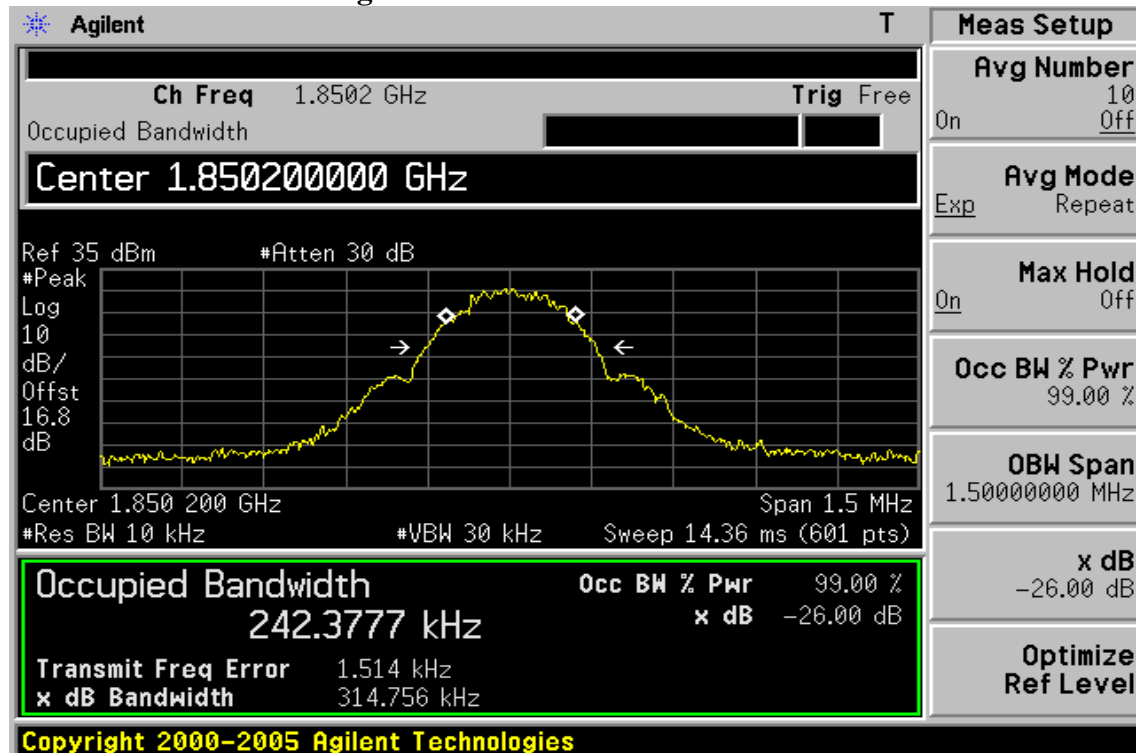 Agilent T Meas Setup
Avg Number
10
On Off
Ch Freq 1.8502 GHz Trig Free
Occupied Bandwidth
Center 1.850200000 GHz
Avg Mode
Exp Repeat
Ref 35 dBm #Atten 30 dB
#Peak
Log
10
dB/
Offst
16.8
dB
Max Hold
On Off
Occ BW % Pwr
99.00 %
OBW Span
1.50000000 MHz
Center 1.850 200 GHz Span 1.5 MHz
#Res BW 10 kHz #VBW 30 kHz Sweep 14.36 ms (601 pts)
Occupied Bandwidth Occ BW % Pwr 99.00 %
242.3777 kHz x dB -26.00 dB
Transmit Freq Error 1.514 kHz
x dB Bandwidth 314.756 kHz
x dB
-26.00 dB
Optimize
Ref Level
Copyright 2000-2005 Agilent Technologies